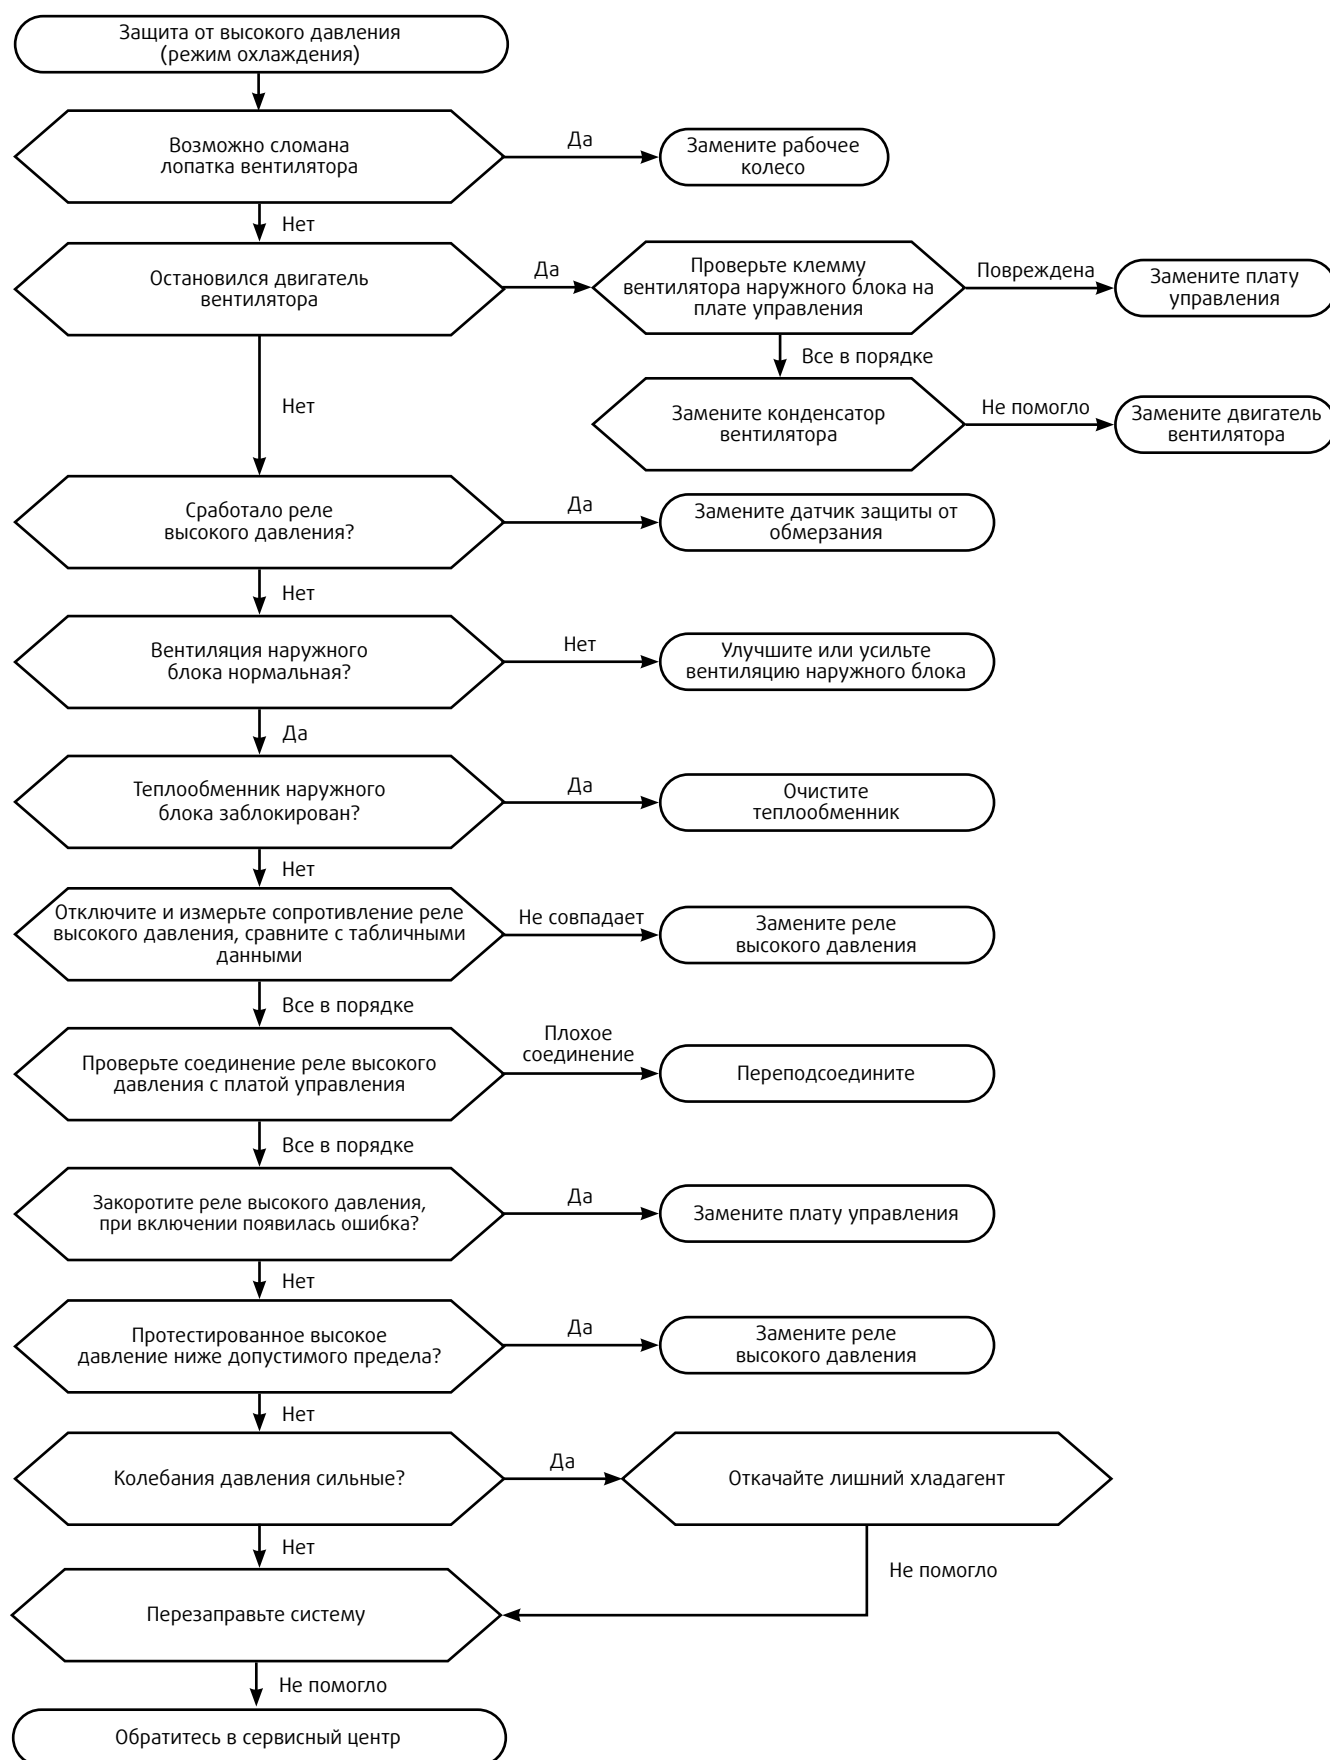 Защита от высокого давления
(режим охлаждения)
Возможно сломана
лопатка вентилятора
Да
Замените рабочее
колесо
Нет
Остановился двигатель
вентилятора
Да
Проверьте клемму
вентилятора наружного блока на
плате управления
Повреждена
Замените плату
управления
Все в порядке
Нет
Замените конденсатор
вентилятора
Не помогло
Замените двигатель
вентилятора
Сработало реле
высокого давления?
Да
Замените датчик защиты от
обмерзания
Нет
Вентиляция наружного
блока нормальная?
Нет
Улучшите или усильте
вентиляцию наружного блока
Да
Теплообменник наружного
блока заблокирован?
Да
Очистите
теплообменник
Нет
Отключите и измерьте сопротивление реле
высокого давления, сравните с табличными
данными
Не совпадает
Замените реле
высокого давления
Все в порядке
Проверьте соединение реле высокого
давления с платой управления
Плохое
соединение
Переподсоедините
Все в порядке
Закоротите реле высокого давления,
при включении появилась ошибка?
Да
Замените плату управления
Нет
Протестированное высокое
давление ниже допустимого предела?
Да
Замените реле
высокого давления
Нет
Колебания давления сильные?
Да
Откачайте лишний хладагент
Нет
Не помогло
Перезаправьте систему
Не помогло
Обратитесь в сервисный центр